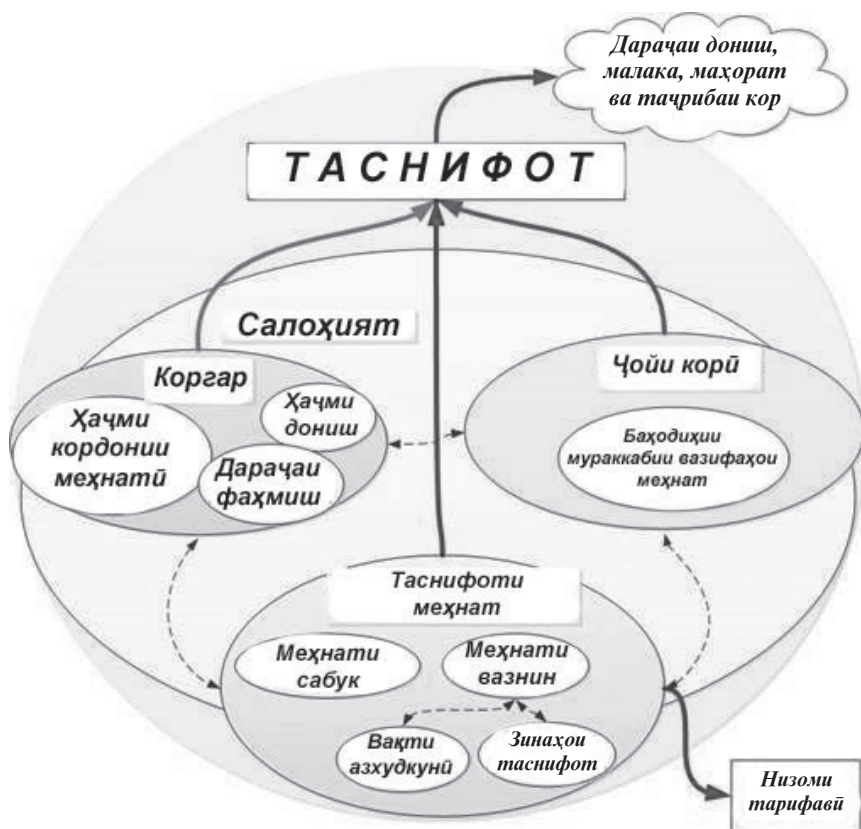 Дараҷаи дониш,
малака, маҳорат
ва таҷрибаи кор
ТАСНИФОТ
Салоҳият
Коргар
Ҳаҷми
кордонии
меҳнатӣ
Ҳаҷми
дониш
Дараҷаи
фаҳмиш
Ҷойи корӣ
Баҳодиҳии
мураккабии вазифаҳои
меҳнат
Таснифоти
меҳнат
Меҳнати
сабук
Меҳнати
вазнин
Вақти
азхудкунӣ
Зинаҳои
таснифот
Низоми
тарифавӣ